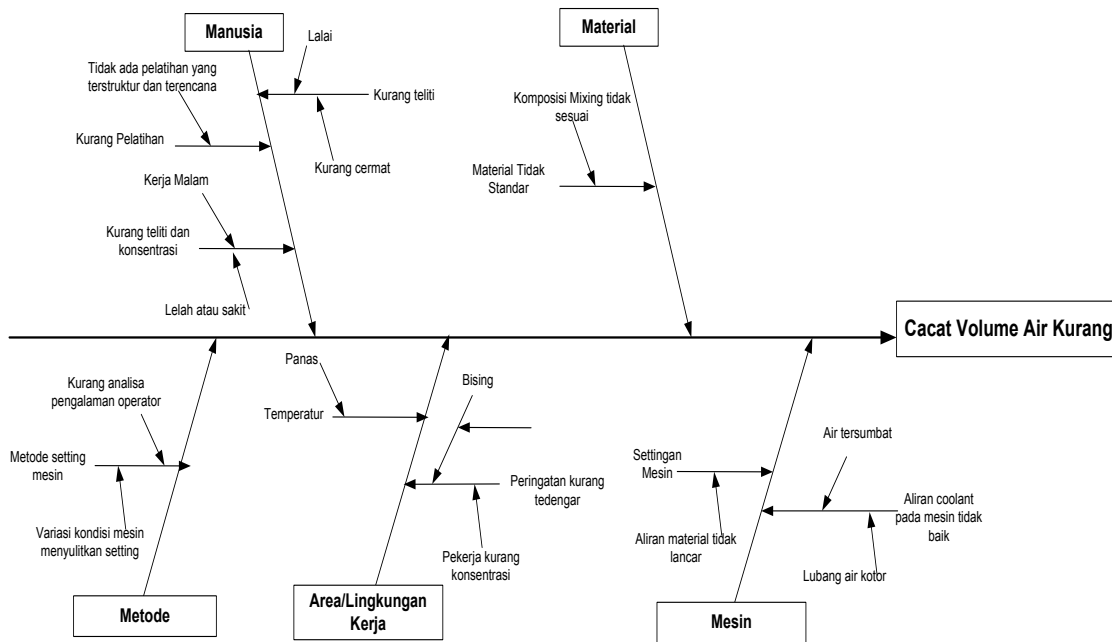 Manusia
Material
Lalai
Tidak ada pelatihan yang
terstruktur dan terencana
Kurang teliti
Komposisi Mixing tidak
sesuai
Kurang Pelatihan
Kurang cermat
Material Tidak
Standar
Kerja Malam
Kurang teliti dan
konsentrasi
Lelah atau sakit
Cacat Volume Air Kurang
Panas
Kurang analisa
pengalaman operator
Bising
Temperatur
Air tersumbat
Metode setting
mesin
Settingan
Mesin
Peringatan kurang
tedengar
Aliran coolant
pada mesin tidak
baik
Variasi kondisi mesin
menyulitkan setting
Aliran material tidak
lancar
Pekerja kurang
konsentrasi
Lubang air kotor
Metode
Area/Lingkungan
Kerja
Mesin